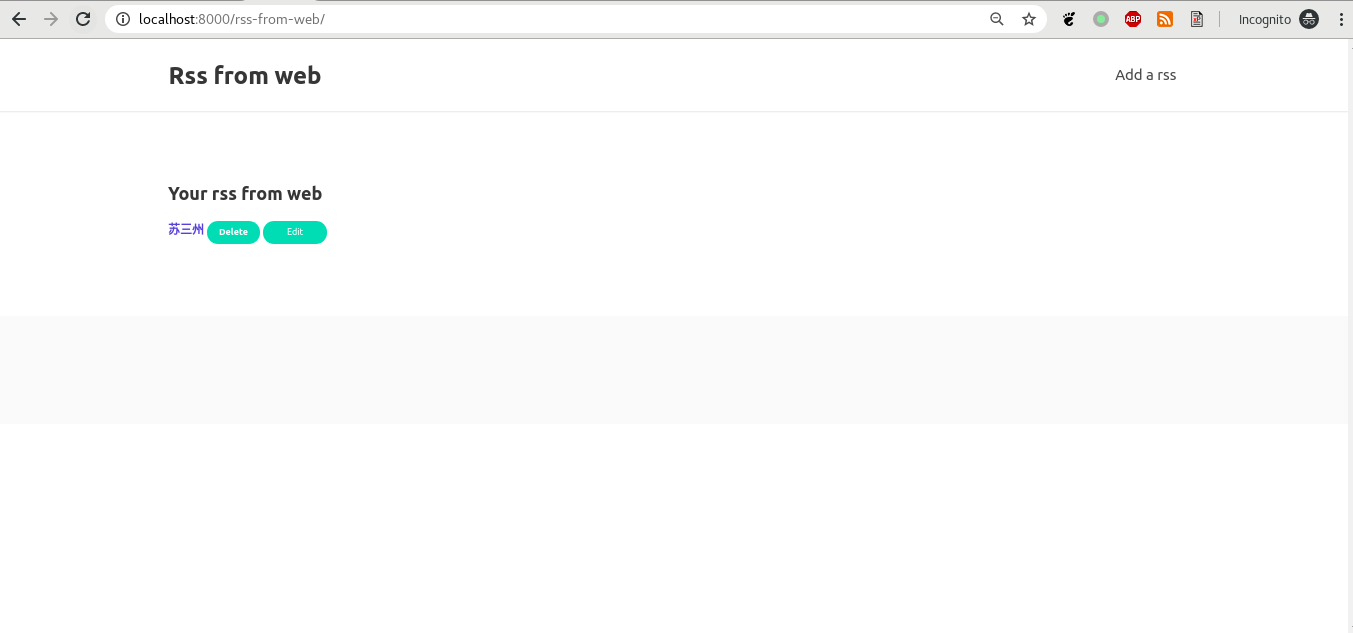 localhost:8000/rss-from-web/
ABP
Incognito
Rss from web
Add a rss
Your rss from web
苏三州 Delete Edit